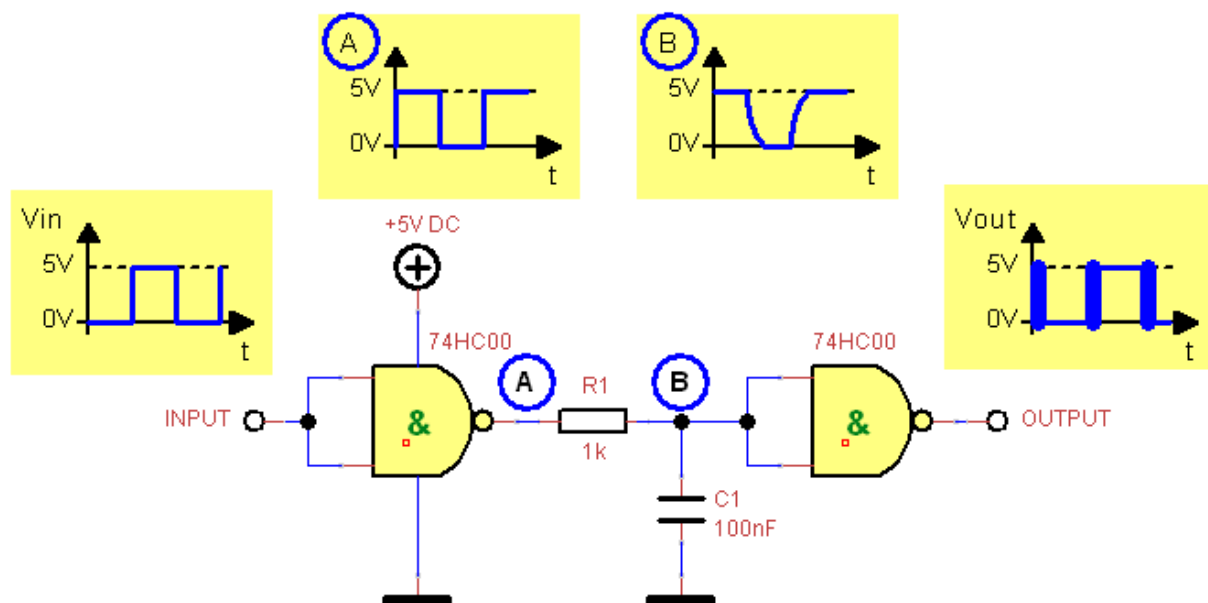 A
5V
0V
t
B
5V
0V
t
Vin
5V
0V
t
Vout
5V
0V
t
+5V DC
74HC00
74HC00
A
R1
B
INPUT
&
1k
&
OUTPUT
C1
100nF